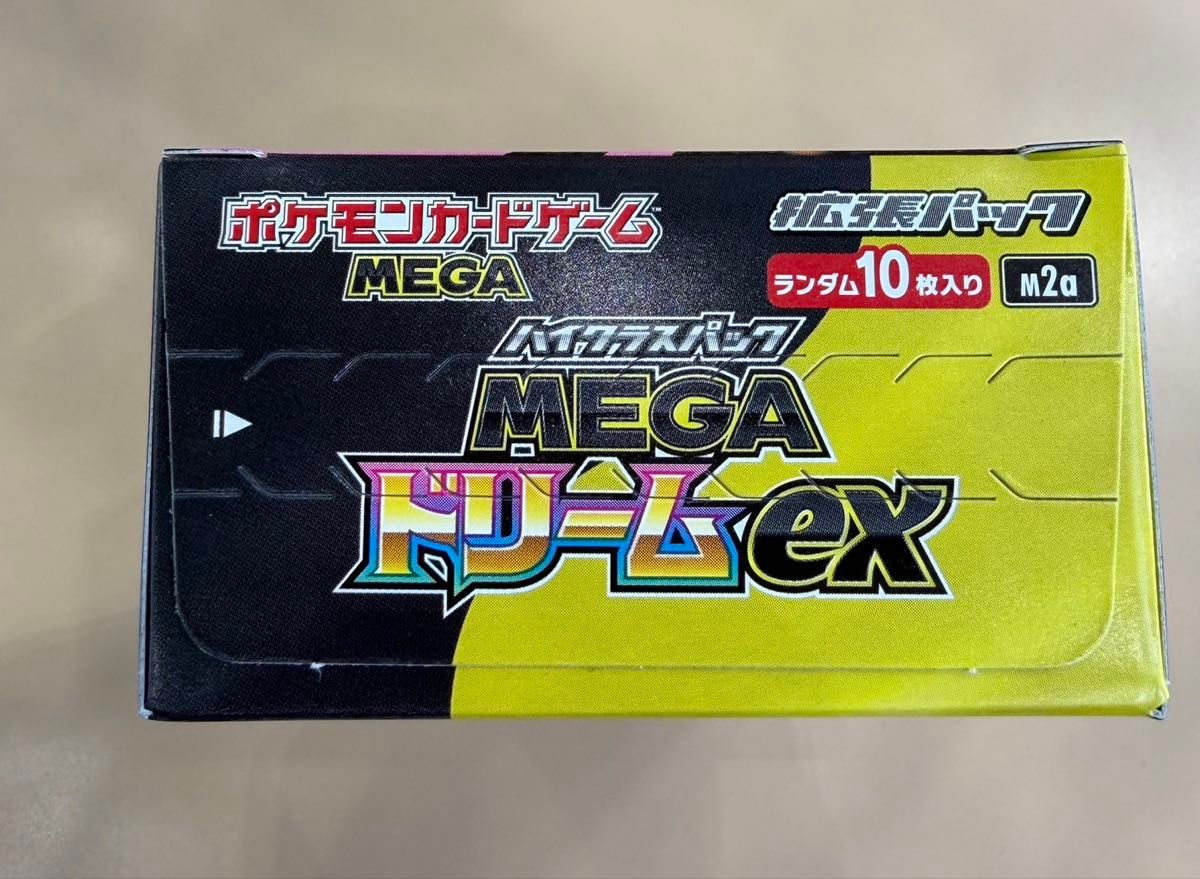 ポケモンカードゲーム™
MEGA
拡張パック
ランダム10枚入り
M2a
ハイクラスパック
MEGA
ドリームex